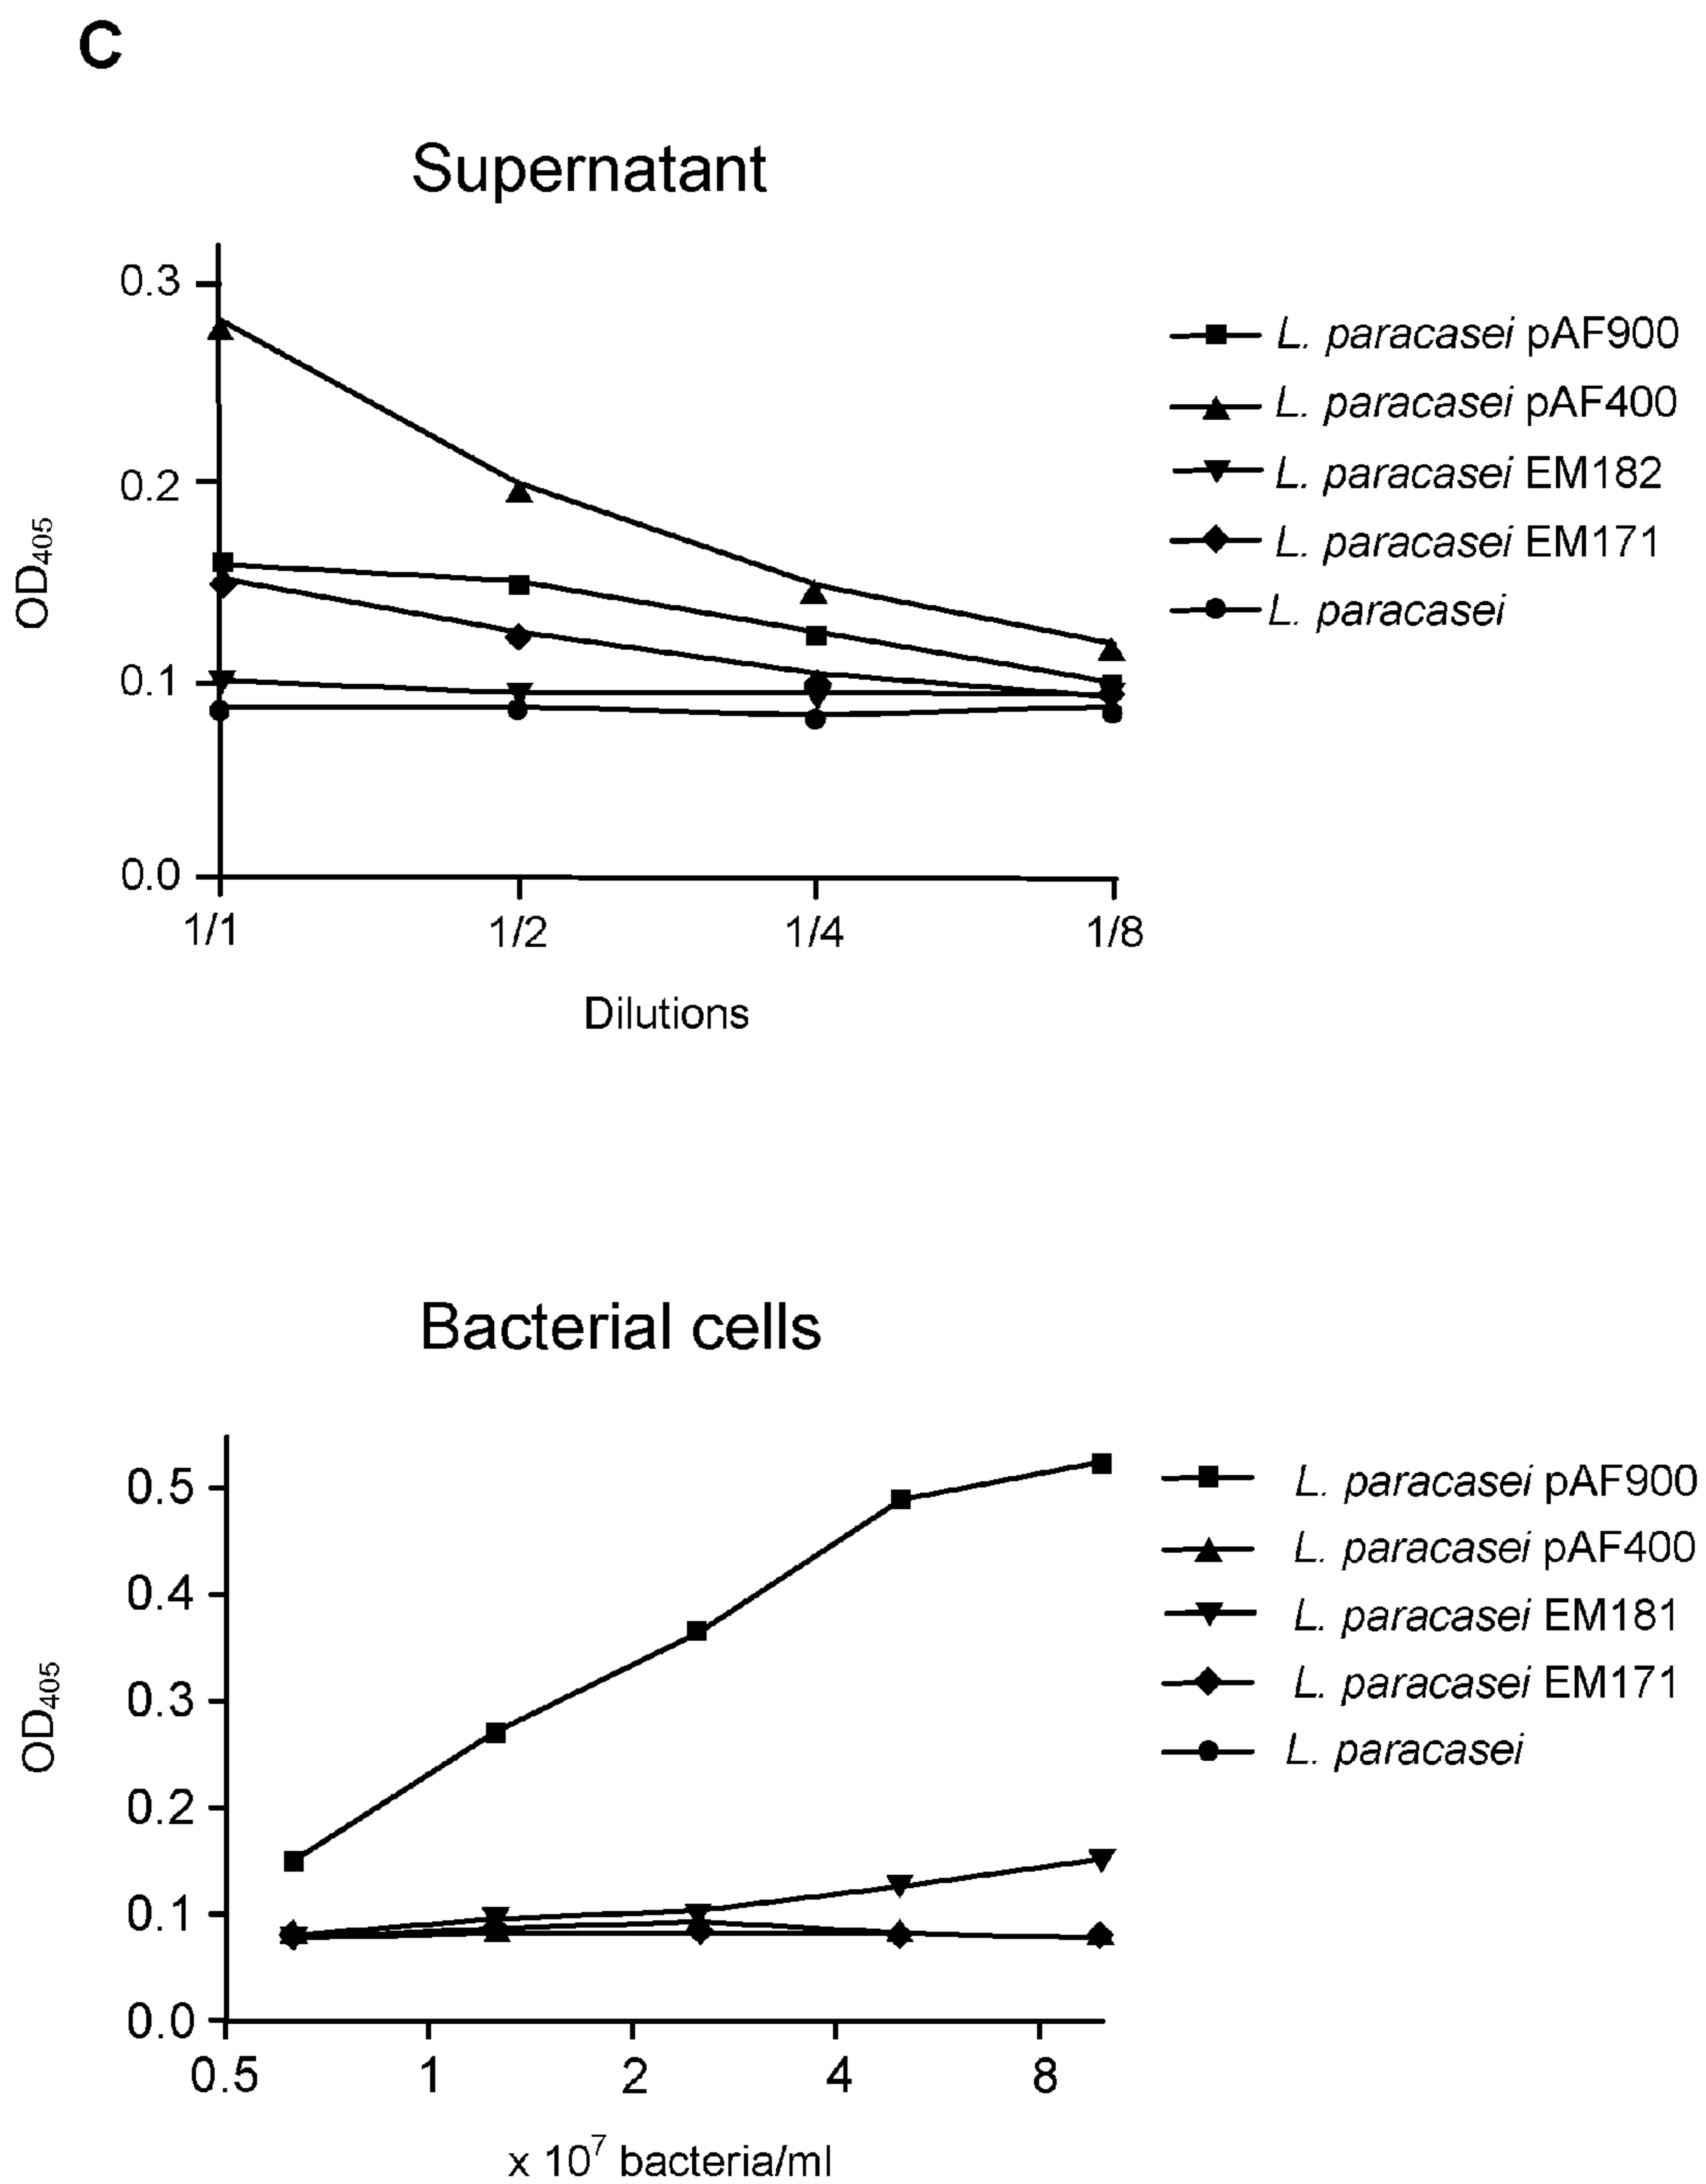 C
Supernatant
0.3
0.2
0.1
0.0
OD405
1/1 1/2 1/4 1/8
Dilutions
L. paracasei pAF900
L. paracasei pAF400
L. paracasei EM182
L. paracasei EM171
L. paracasei
Bacterial cells
0.5
0.4
0.3
0.2
0.1
0.0
OD405
0.5 1 2 4 8
x 10⁷ bacteria/ml
L. paracasei pAF900
L. paracasei pAF400
L. paracasei EM181
L. paracasei EM171
L. paracasei